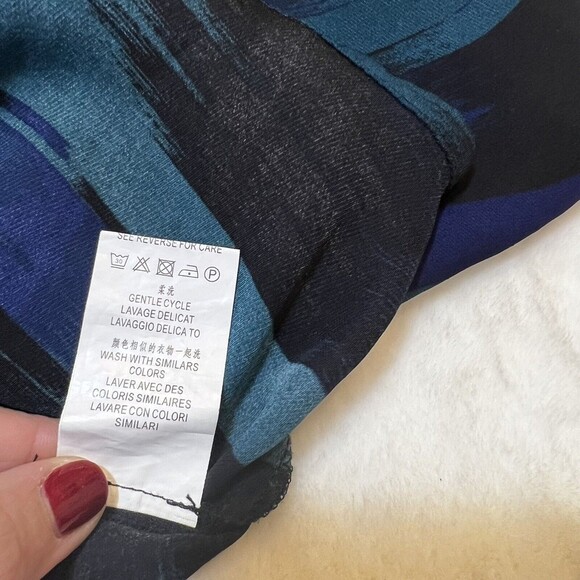 SEE REVERSE FOR CARE
30 P
柔洗
GENTLE CYCLE
LAVAGE DELICAT
LAVAGGIO DELICA TO
颜色相似的衣物一起洗
WASH WITH SIMILARS
COLORS
LAVER AVEC DES
COLORIS SIMILAIRES
LAVARE CON COLORI
SIMILARI